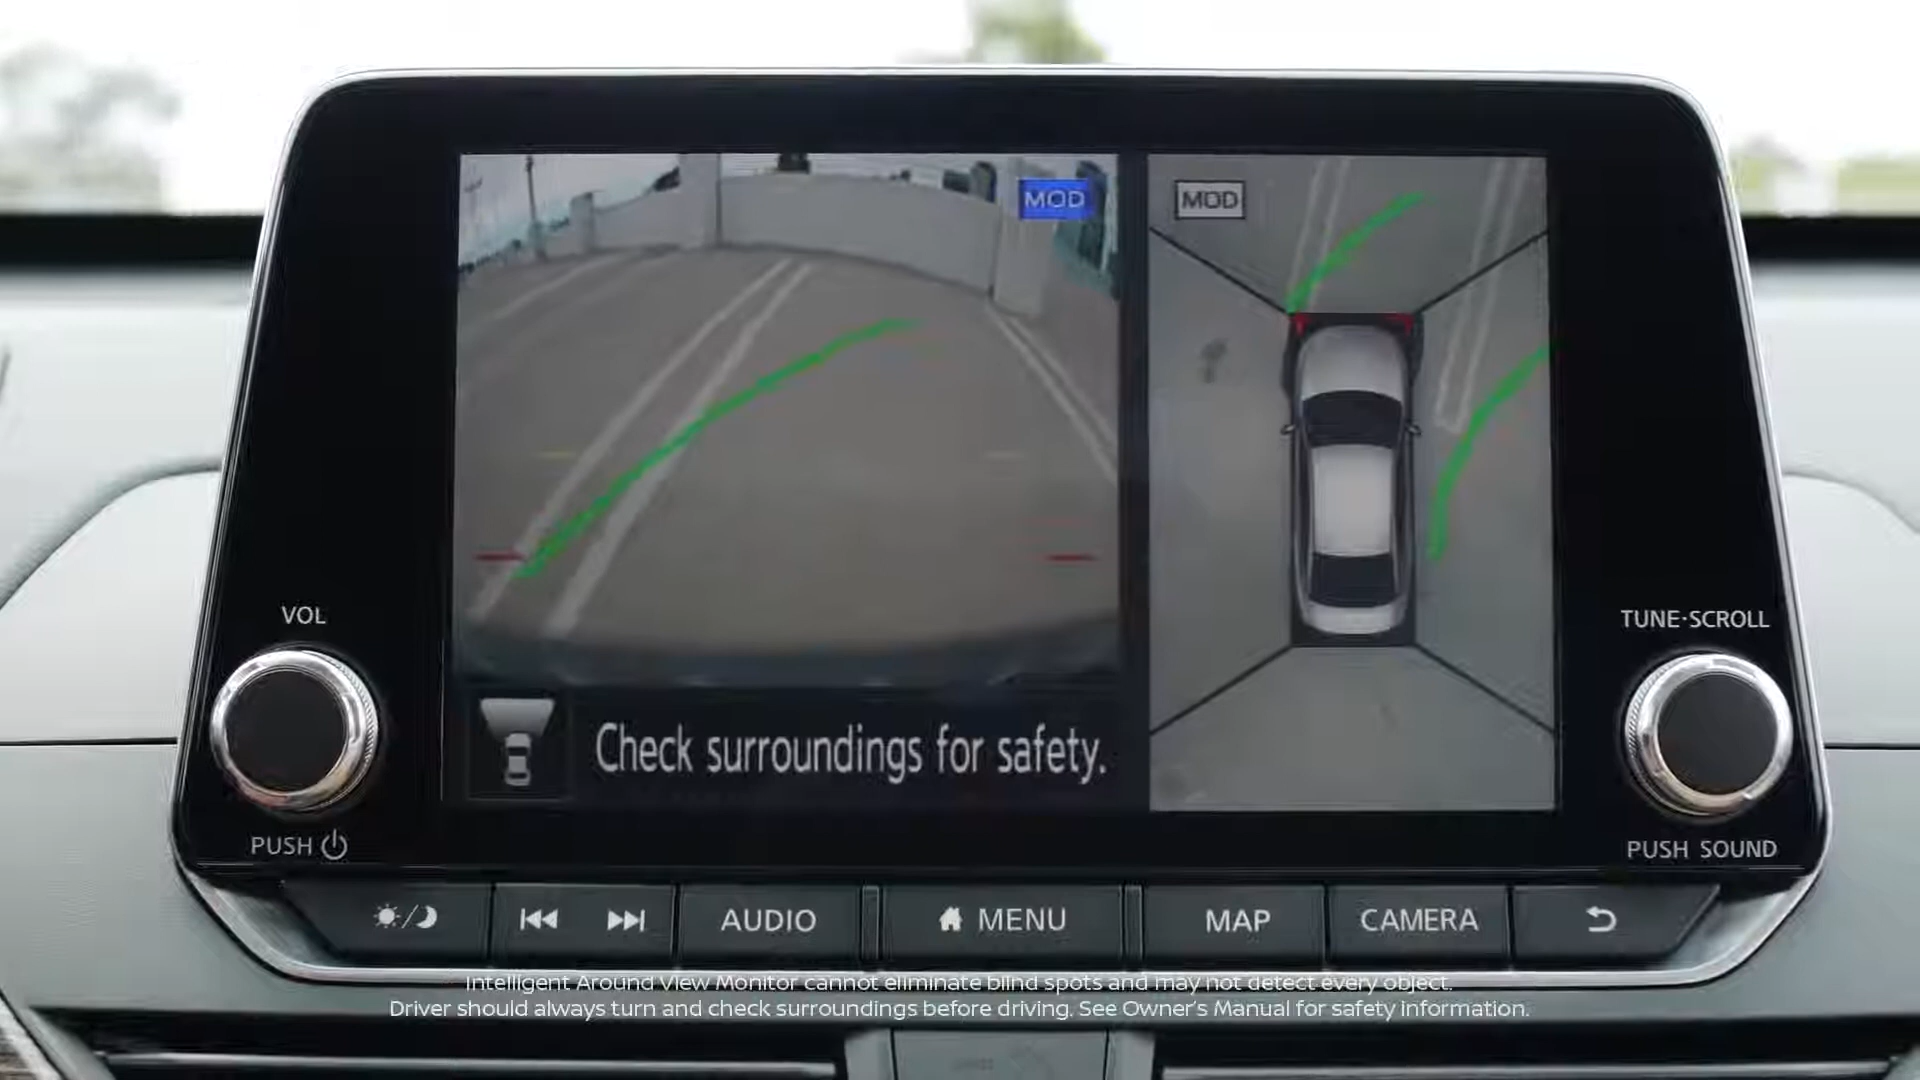 MOD
MOD
VOL
TUNE·SCROLL
Check surroundings for safety.
PUSH
PUSH SOUND
AUDIO
MENU
MAP
CAMERA
Intelligent Around View Monitor cannot eliminate blind spots and may not detect every object.
Driver should always turn and check surroundings before driving. See Owner's Manual for safety information.